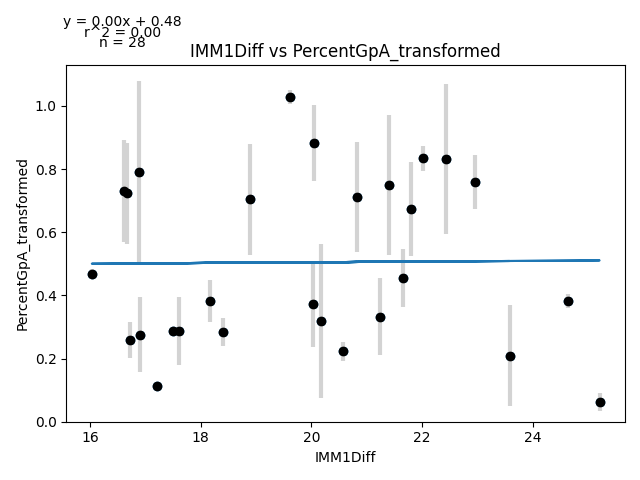 y = 0.00x + 0.48
r^2 = 0.00
n = 28
IMM1Diff vs PercentGpA_transformed
PercentGpA_transformed
1.0
0.8
0.6
0.4
0.2
0.0
16 18 20 22 24
IMM1Diff